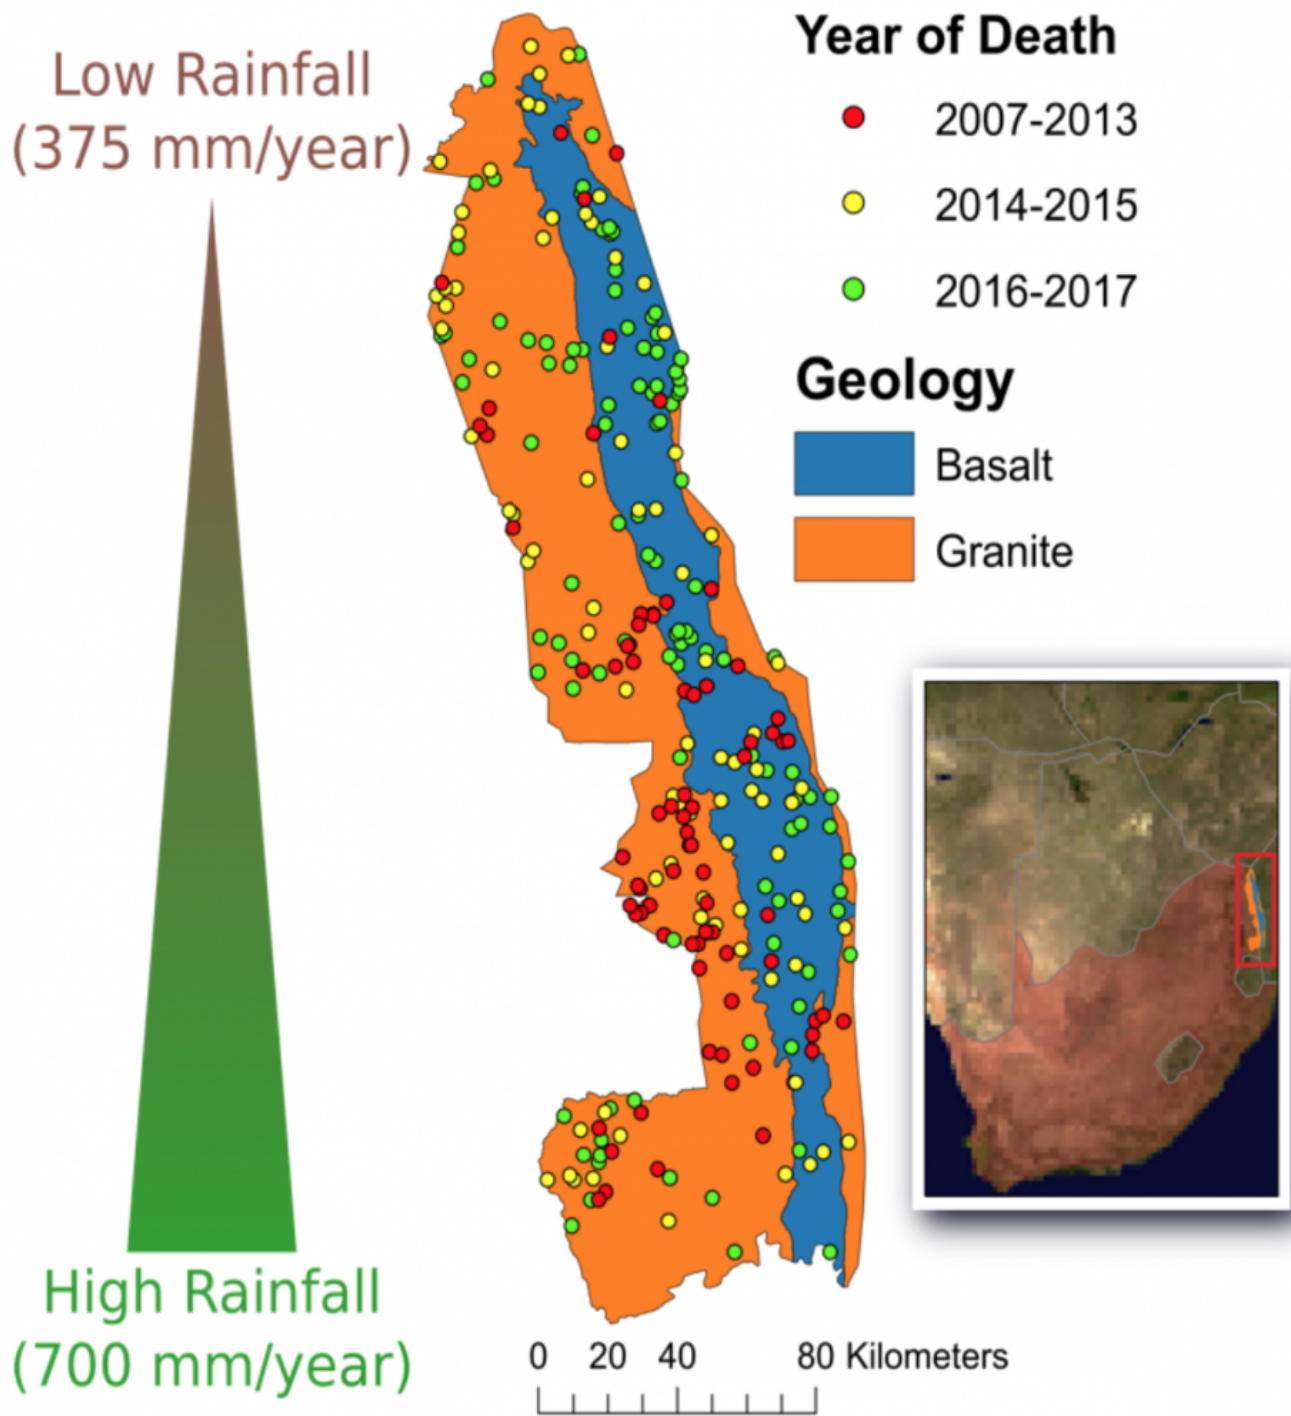 Low Rainfall
(375 mm/year)
High Rainfall
(700 mm/year)
Year of Death
2007-2013
2014-2015
2016-2017
Geology
Basalt
Granite
0 20 40 80 Kilometers